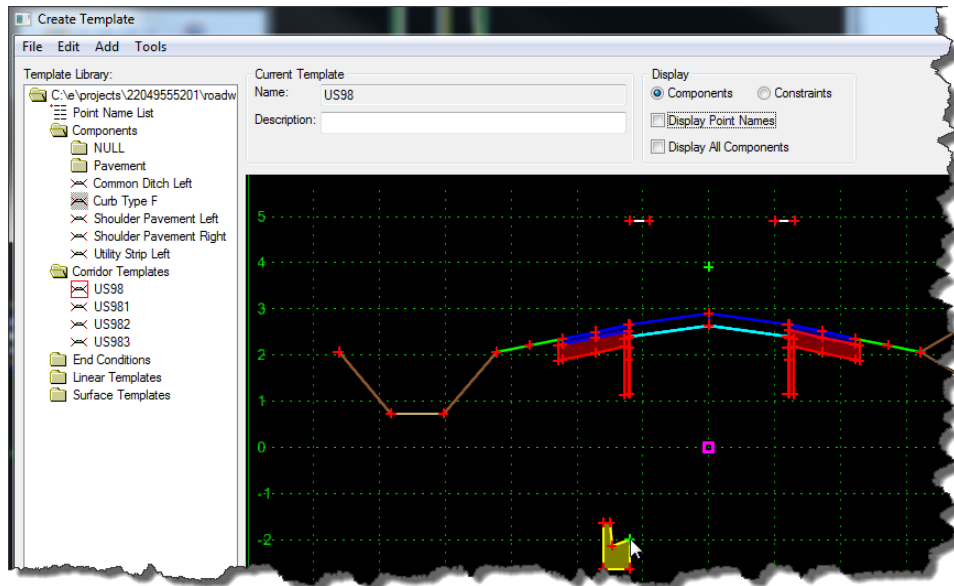 Create Template
File Edit Add Tools
Template Library:
C:\e\projects\22049555201\roadw
Point Name List
Components
NULL
Pavement
Common Ditch Left
Curb Type F
Shoulder Pavement Left
Shoulder Pavement Right
Utility Strip Left
Corridor Templates
US98
US981
US982
US983
End Conditions
Linear Templates
Surface Templates
Current Template
Name: US98
Description:
Display
Components Constraints
Display Point Names
Display All Components
5
4
3
2
1
0
-1
-2